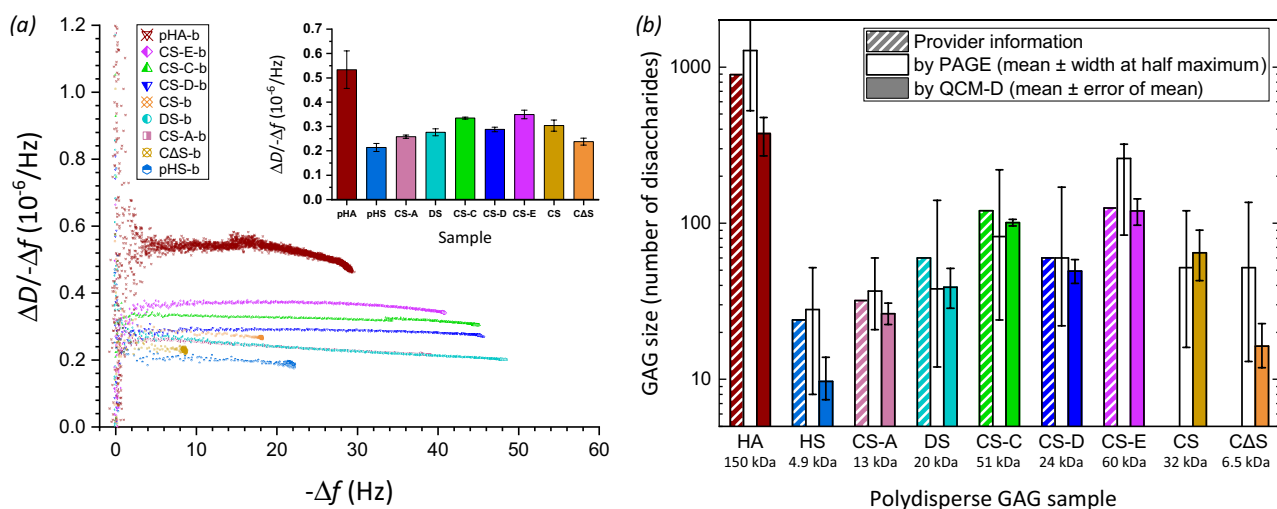 (a)
ΔD/-Δf (10⁻⁶/Hz)
1.2
1.0
0.8
0.6
0.4
0.2
0.0
0
10
20
30
40
50
60
-Δf (Hz)
pHA-b
CS-E-b
CS-C-b
CS-D-b
CS-b
DS-b
CS-A-b
CΔS-b
pHS-b
ΔD/-Δf (10⁻⁶/Hz)
0.7
0.6
0.5
0.4
0.3
0.2
0.1
0.0
pHA pHS CS-A DS CS-C CS-D CS-E CS CΔS
Sample
(b)
GAG size (number of disaccharides)
1000
100
10
Provider information
by PAGE (mean ± width at half maximum)
by QCM-D (mean ± error of mean)
HA HS CS-A DS CS-C CS-D CS-E CS CΔS
150 kDa 4.9 kDa 13 kDa 20 kDa 51 kDa 24 kDa 60 kDa 32 kDa 6.5 kDa
Polydisperse GAG sample